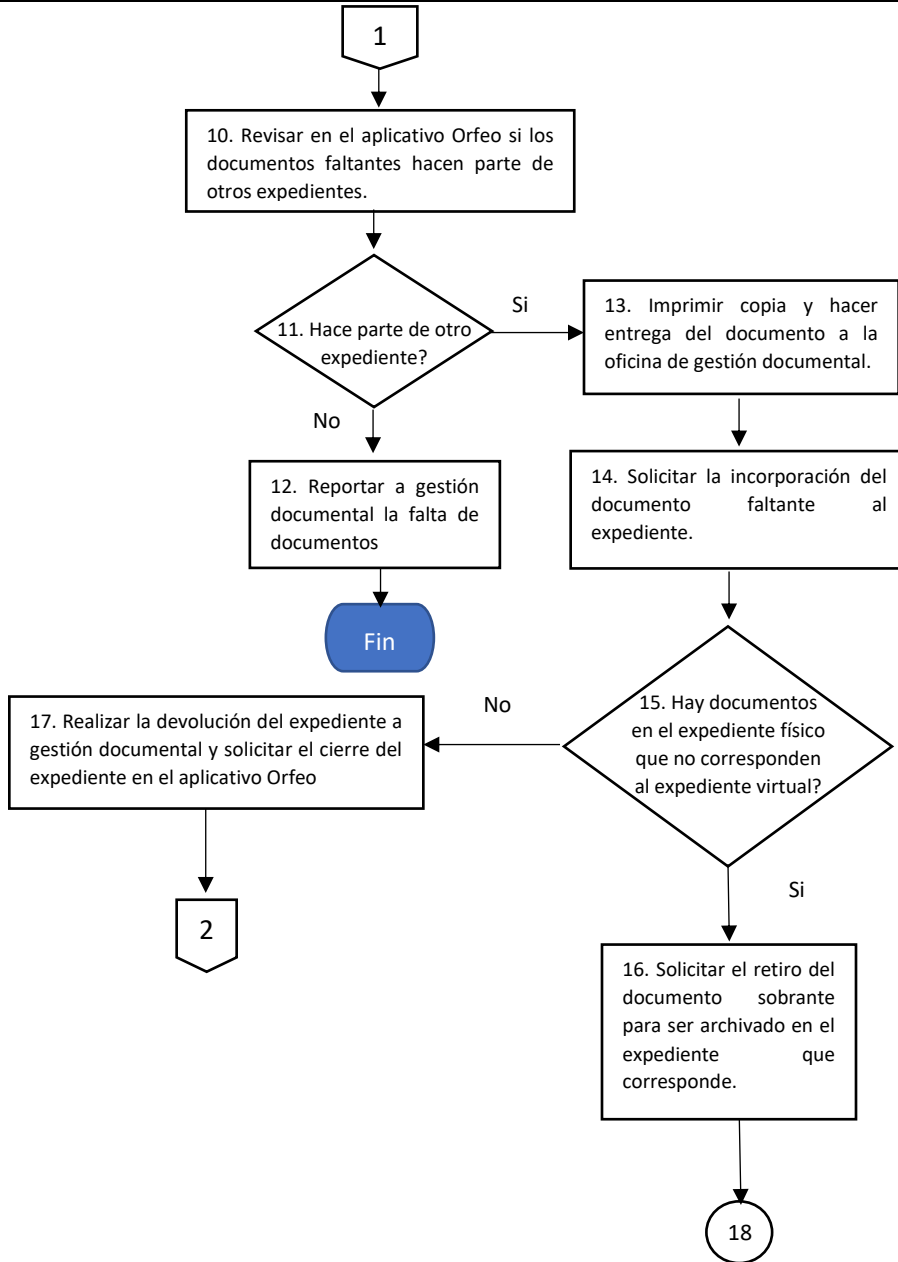 1
10. Revisar en el aplicativo Orfeo si los
documentos faltantes hacen parte de
otros expedientes.
11. Hace parte de otro
expediente?
Si
13. Imprimir copia y hacer
entrega del documento a la
oficina de gestión documental.
No
12. Reportar a gestión
documental la falta de
documentos
14. Solicitar la incorporación del
documento faltante al
expediente.
Fin
15. Hay documentos
en el expediente físico
que no corresponden
al expediente virtual?
No
17. Realizar la devolución del expediente a
gestión documental y solicitar el cierre del
expediente en el aplicativo Orfeo
2
Si
16. Solicitar el retiro del
documento sobrante
para ser archivado en el
expediente que
corresponde.
18